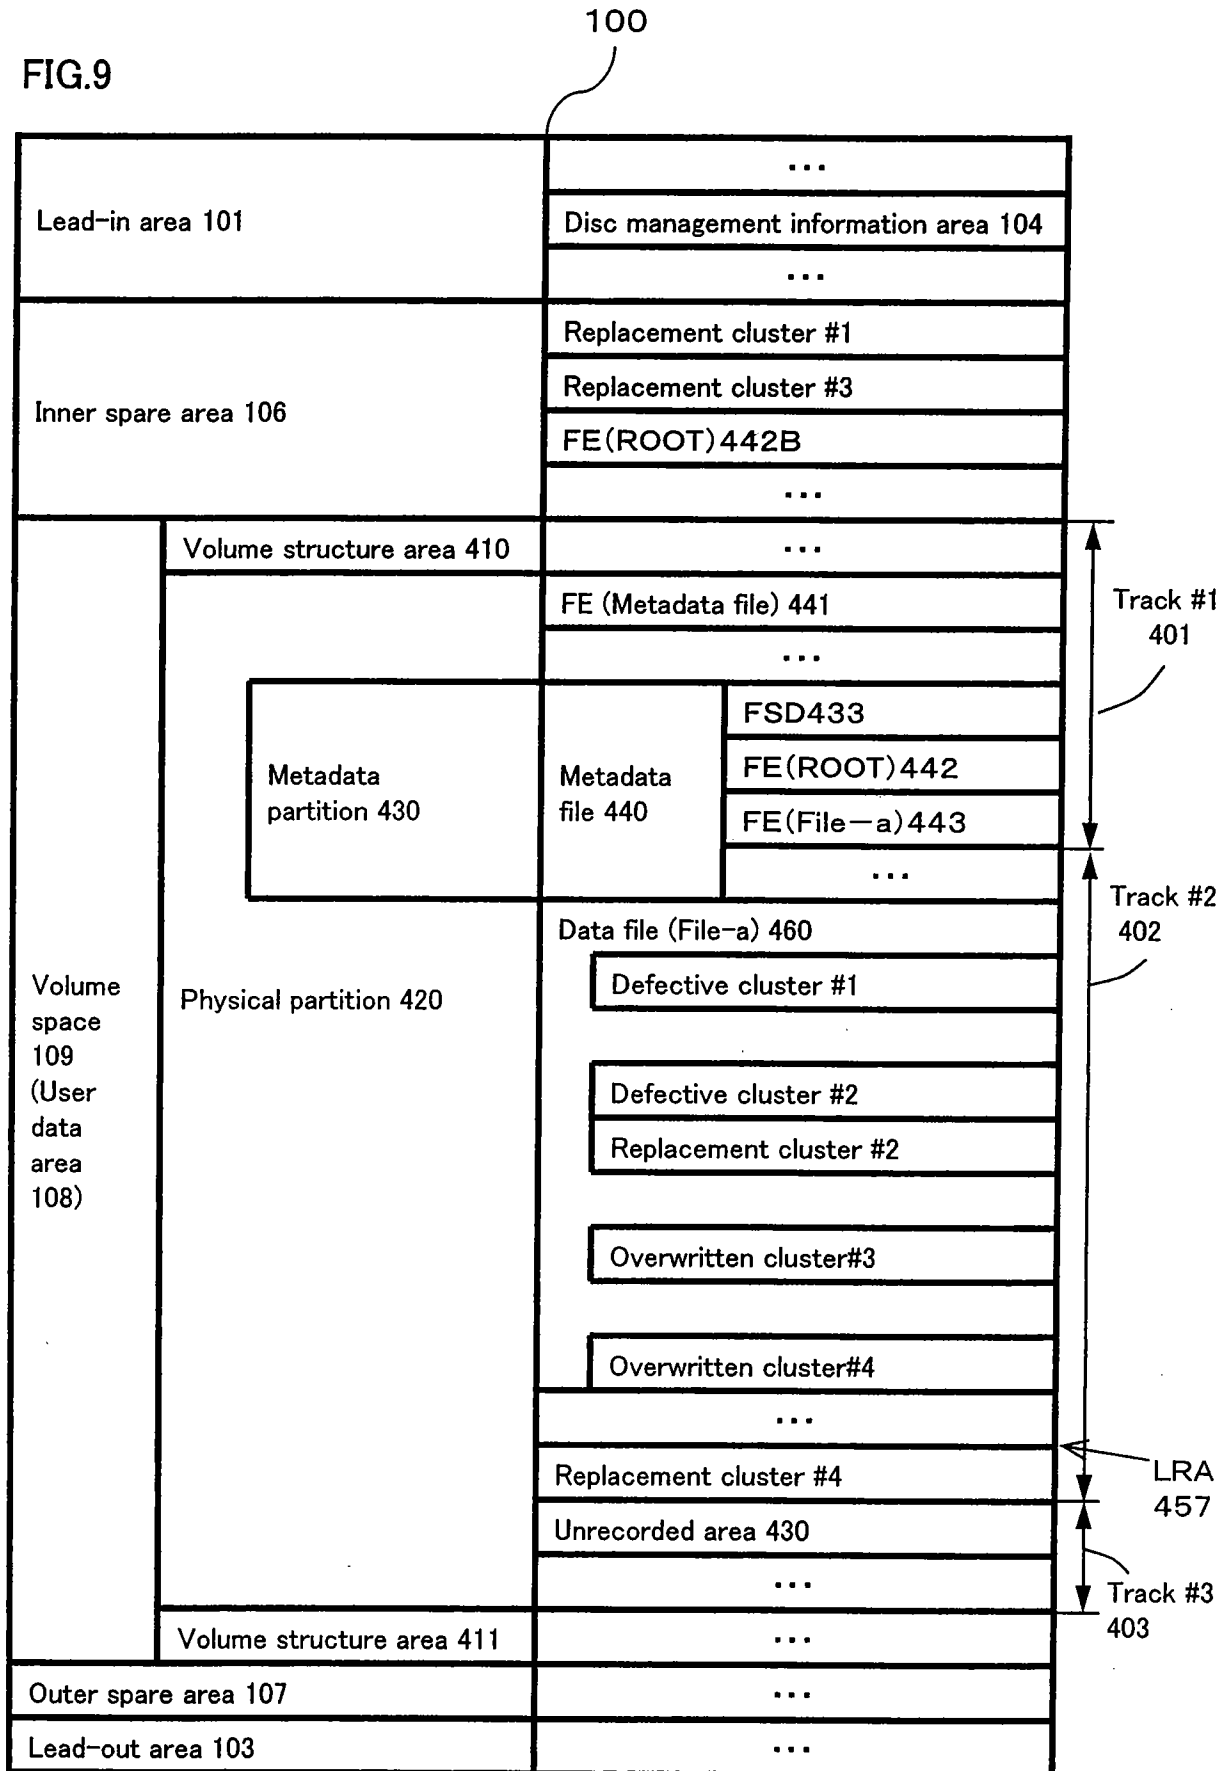 100
FIG.9
...
Lead-in area 101
Disc management information area 104
...
Replacement cluster #1
Replacement cluster #3
Inner spare area 106
FE(ROOT)442B
...
Volume structure area 410
...
FE (Metadata file) 441
Track #1
401
...
FSD433
Metadata
partition 430
Metadata
file 440
FE(ROOT)442
FE(File-a)443
...
Track #2
402
Data file (File-a) 460
Defective cluster #1
Volume
space
109
(User
data
area
108)
Physical partition 420
Defective cluster #2
Replacement cluster #2
Overwritten cluster#3
Overwritten cluster#4
...
Replacement cluster #4
LRA
457
Unrecorded area 430
...
Track #3
403
Volume structure area 411
...
Outer spare area 107
...
Lead-out area 103
...